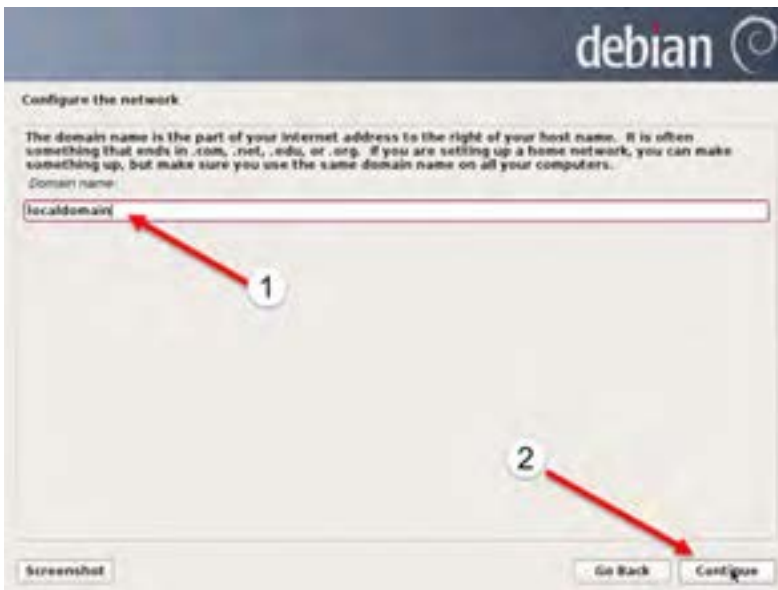 debian
Configure the network
The domain name is the part of your Internet address to the right of your host name. It is often
something that ends in .com, .net, .edu, or .org. If you are setting up a home network, you can make
something up, but make sure you use the same domain name on all your computers.
Domain name:
localdomain
1
2
Screenshot Go Back Continue